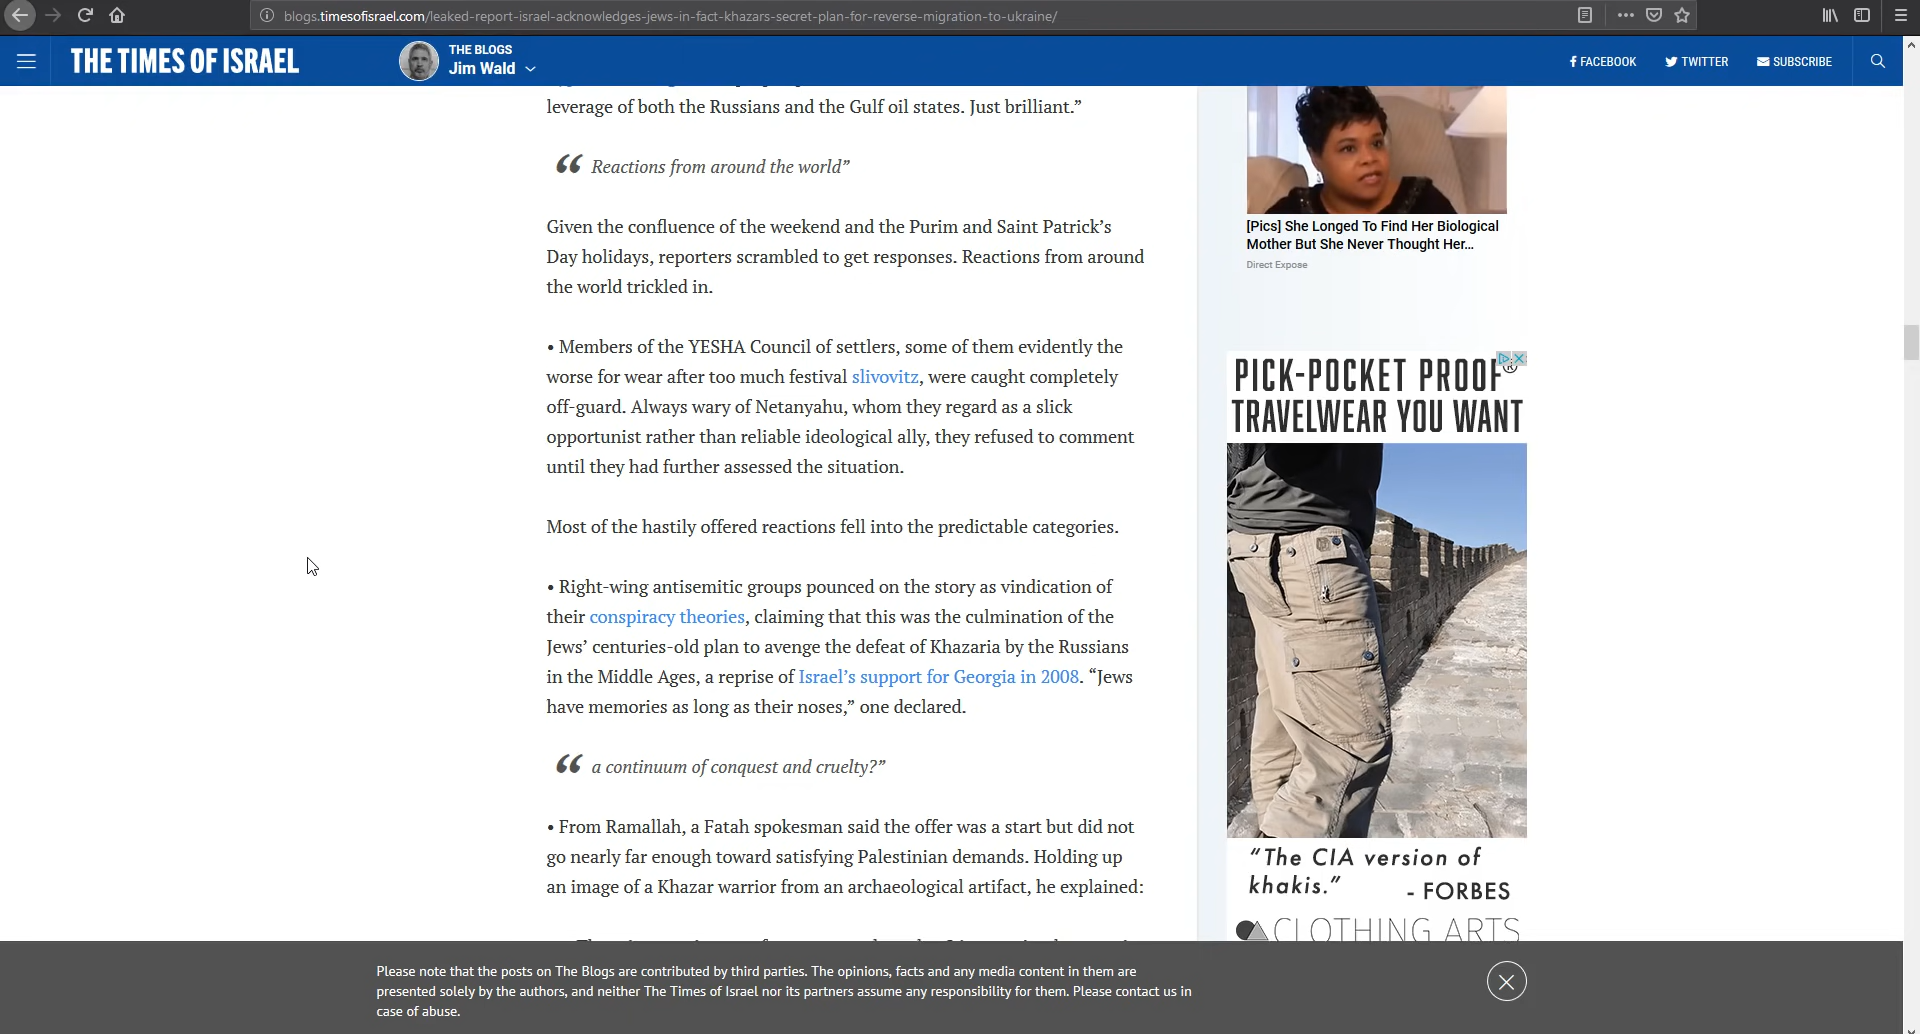 blogs.timesofisrael.com/leaked-report-israel-acknowledges-jews-in-fact-khazars-secret-plan-for-reverse-migration-to-ukraine/
THE TIMES OF ISRAEL
THE BLOGS
Jim Wald
FACEBOOK
TWITTER
SUBSCRIBE
leverage of both the Russians and the Gulf oil states. Just brilliant.”
“ Reactions from around the world”
Given the confluence of the weekend and the Purim and Saint Patrick’s
Day holidays, reporters scrambled to get responses. Reactions from around
the world trickled in.
• Members of the YESHA Council of settlers, some of them evidently the
worse for wear after too much festival slivovitz, were caught completely
off-guard. Always wary of Netanyahu, whom they regard as a slick
opportunist rather than reliable ideological ally, they refused to comment
until they had further assessed the situation.
Most of the hastily offered reactions fell into the predictable categories.
• Right-wing antisemitic groups pounced on the story as vindication of
their conspiracy theories, claiming that this was the culmination of the
Jews’ centuries-old plan to avenge the defeat of Khazaria by the Russians
in the Middle Ages, a reprise of Israel’s support for Georgia in 2008. “Jews
have memories as long as their noses,” one declared.
“ a continuum of conquest and cruelty?”
• From Ramallah, a Fatah spokesman said the offer was a start but did not
go nearly far enough toward satisfying Palestinian demands. Holding up
an image of a Khazar warrior from an archaeological artifact, he explained:
[Pics] She Longed To Find Her Biological
Mother But She Never Thought Her...
Direct Expose
PICK-POCKET PROOF®
TRAVELWEAR YOU WANT
“The CIA version of
khakis.” - FORBES
CLOTHING ARTS
Please note that the posts on The Blogs are contributed by third parties. The opinions, facts and any media content in them are
presented solely by the authors, and neither The Times of Israel nor its partners assume any responsibility for them. Please contact us in
case of abuse.